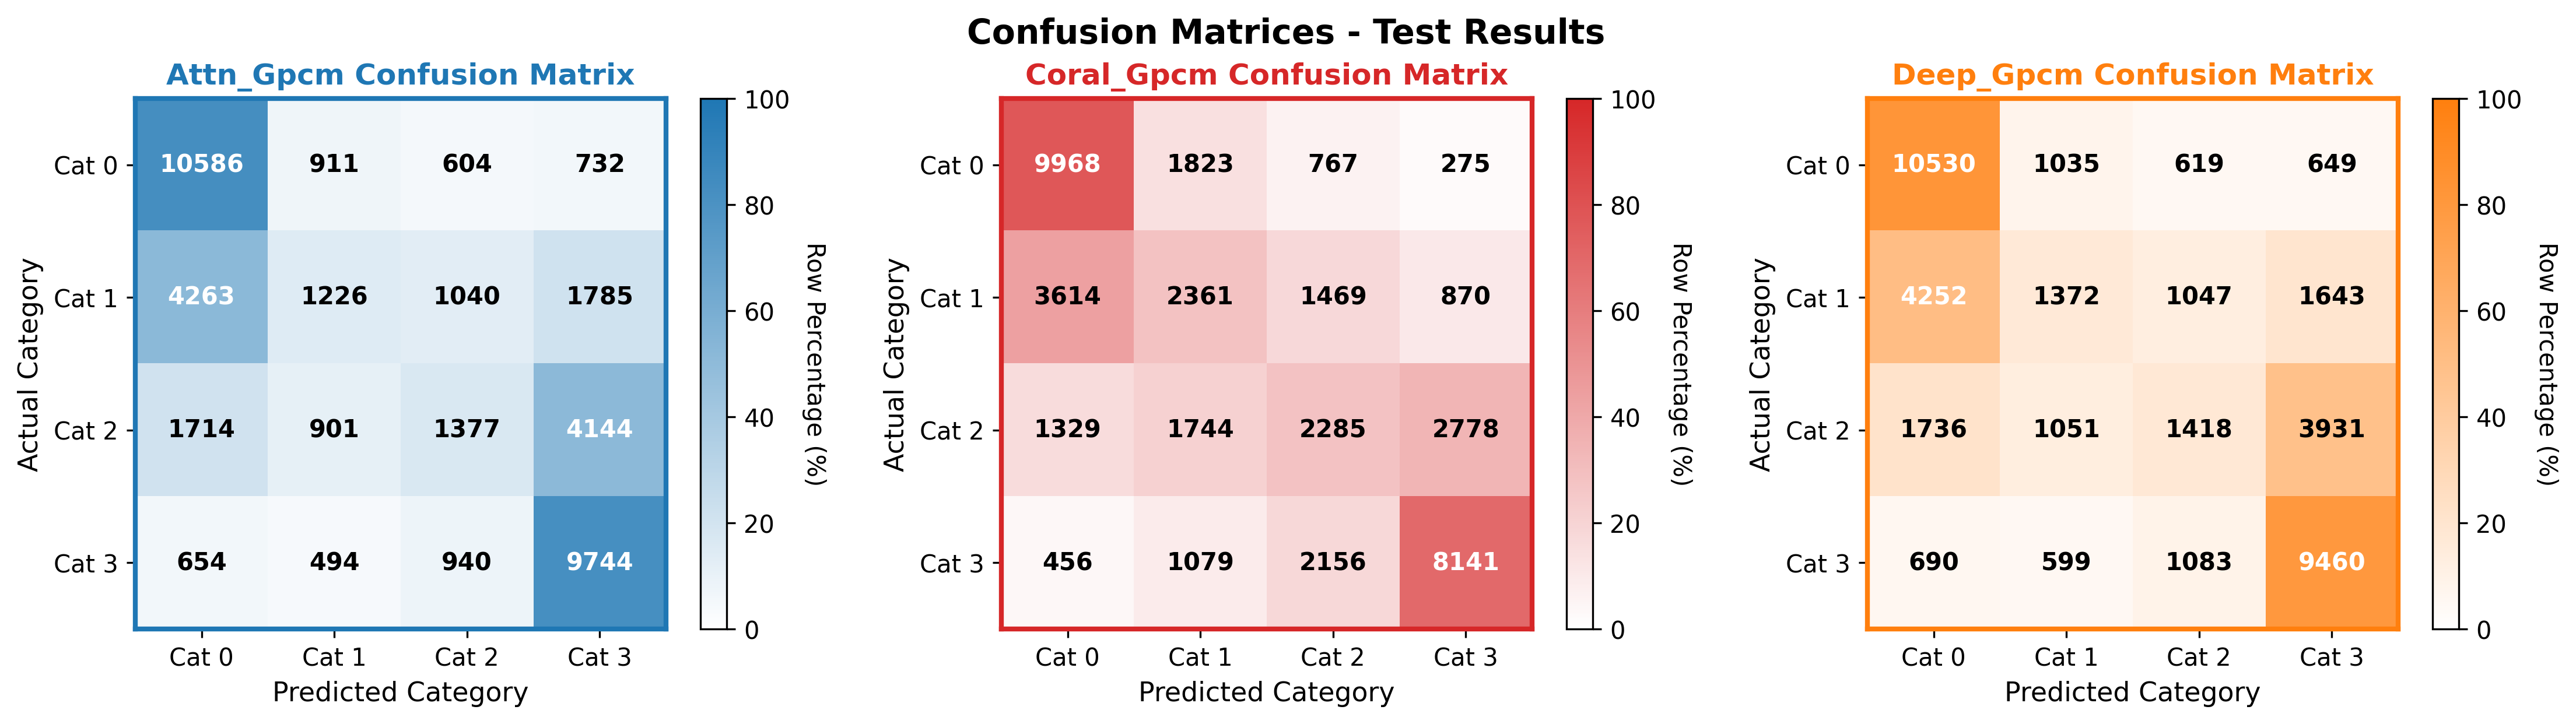 Confusion Matrices - Test Results
Attn_Gpcm Confusion Matrix
Actual Category
Cat 0 10586 911 604 732
Cat 1 4263 1226 1040 1785
Cat 2 1714 901 1377 4144
Cat 3 654 494 940 9744
Cat 0 Cat 1 Cat 2 Cat 3
Predicted Category
100
80
60
40
20
0
Row Percentage (%)
Coral_Gpcm Confusion Matrix
Actual Category
Cat 0 9968 1823 767 275
Cat 1 3614 2361 1469 870
Cat 2 1329 1744 2285 2778
Cat 3 456 1079 2156 8141
Cat 0 Cat 1 Cat 2 Cat 3
Predicted Category
100
80
60
40
20
0
Row Percentage (%)
Deep_Gpcm Confusion Matrix
Actual Category
Cat 0 10530 1035 619 649
Cat 1 4252 1372 1047 1643
Cat 2 1736 1051 1418 3931
Cat 3 690 599 1083 9460
Cat 0 Cat 1 Cat 2 Cat 3
Predicted Category
100
80
60
40
20
0
Row Percentage (%)